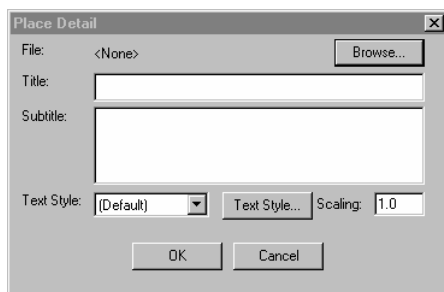 Place Detail
File: <None> Browse...
Title:
Subtitle:
Text Style: (Default) Text Style... Scaling: 1.0
OK Cancel